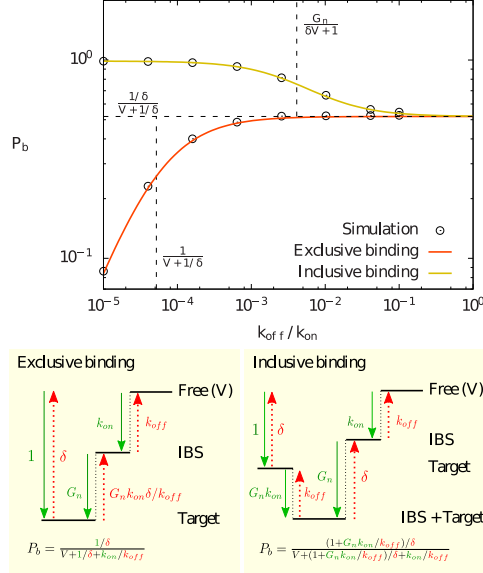 G_n / δV+1
10^0
1/δ / V+1/δ
P_b
1 / V+1/δ
Simulation
Exclusive binding
Inclusive binding
10^-1
10^-5 10^-4 10^-3 10^-2 10^-1 10^0
k_off/k_on
Exclusive binding
Free (V)
k_on k_off
1 δ
IBS
G_n G_n k_on δ/k_off
Target
P_b = 1/δ / V+1/δ+k_on/k_off
Inclusive binding
Free (V)
k_on k_off
1 δ
IBS
Target
G_n k_on k_off G_n δ
IBS+Target
P_b = (1+G_n k_on/k_off)/δ / V+(1+G_n k_on/k_off)/δ+k_on/k_off